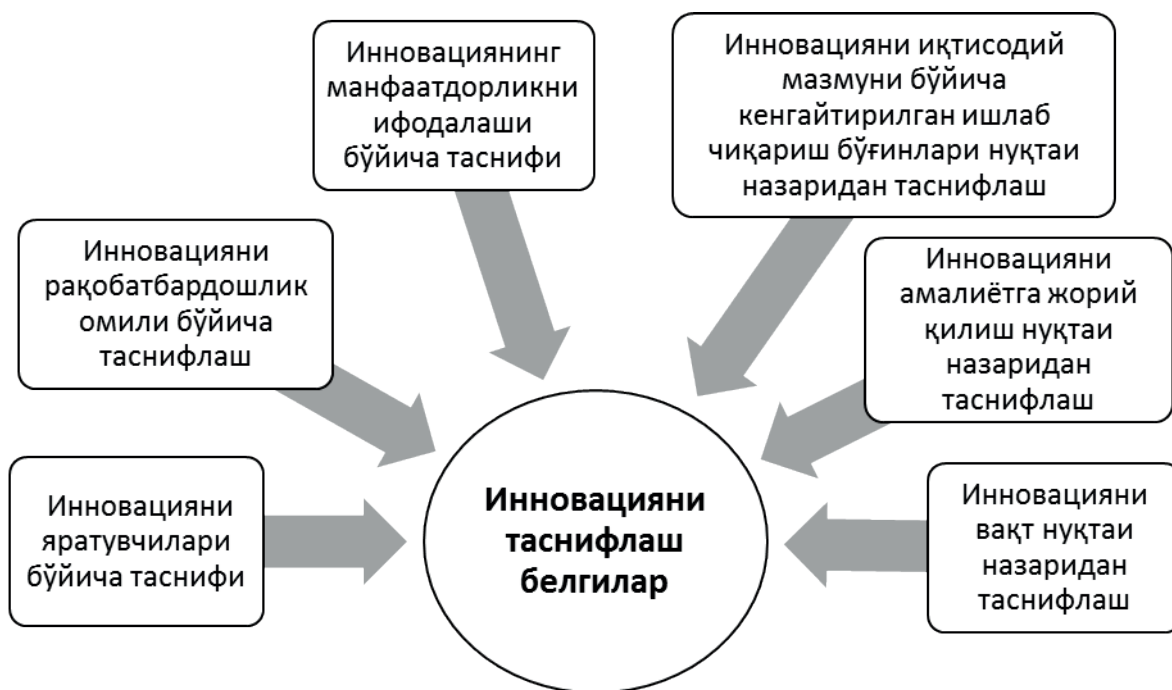 Инновациянинг
манфаатдорликни
ифодалаши
бўйича таснифи
Инновацияни иқтисодий
мазмуни бўйича
кенгайтирилган ишлаб
чиқариш бўғинлари нуқтаи
назаридан таснифлаш
Инновацияни
рақобатбардошлик
омили бўйича
таснифлаш
Инновацияни
амалиётга жорий
қилиш нуқтаи
назаридан
таснифлаш
Инновацияни
яратувчилари
бўйича таснифи
Инновацияни
таснифлаш
белгилар
Инновацияни
вақт нуқтаи
назаридан
таснифлаш